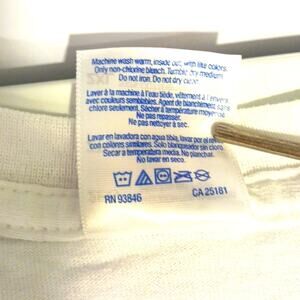 Machine wash warm, inside out, with like colors.
Only non-chlorine bleach. Tumble dry medium.
Do not iron. Do not dry clean.
Laver à la machine à l'eau tiède, vêtement à l'envers
avec couleurs semblables. Agent de blanchiment sans
chlore seulement. Sécher à température moyenne.
Ne pas repasser.
Ne pas nettoyer à sec.
Lavar en lavadora con agua tibia, lavar por el revés
con colores similares. Solo blanqueador sin cloro.
Secar a temperatura media. No planchar.
No lavar en seco.
RN 93846 CA 25181